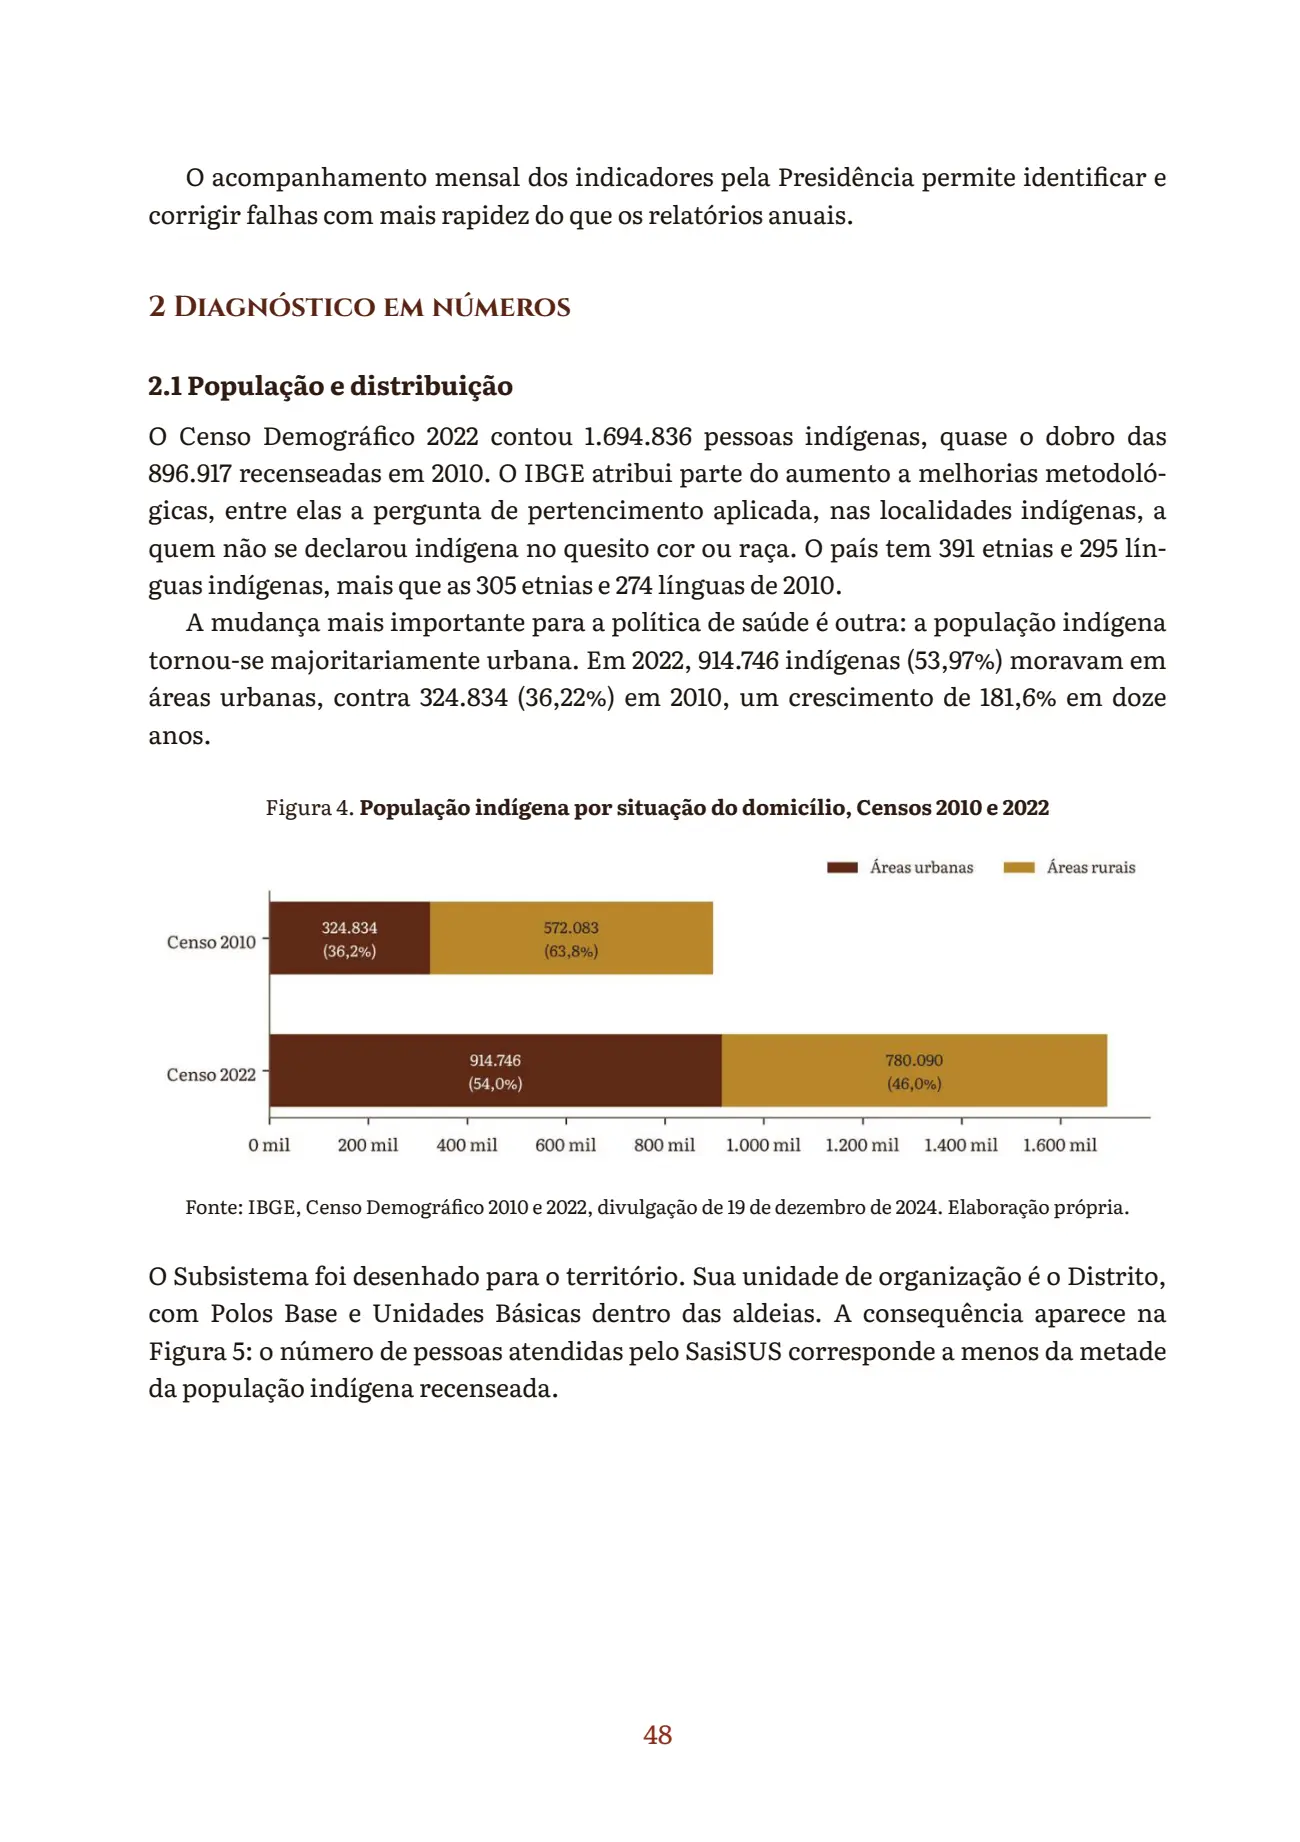 O acompanhamento mensal dos indicadores pela Presidência permite identificar e
corrigir falhas com mais rapidez do que os relatórios anuais.
2 Diagnóstico em números
2.1 População e distribuição
O Censo Demográfico 2022 contou 1.694.836 pessoas indígenas, quase o dobro das
896.917 recenseadas em 2010. O IBGE atribui parte do aumento a melhorias metodoló-
gicas, entre elas a pergunta de pertencimento aplicada, nas localidades indígenas, a
quem não se declarou indígena no quesito cor ou raça. O país tem 391 etnias e 295 lín-
guas indígenas, mais que as 305 etnias e 274 línguas de 2010.
A mudança mais importante para a política de saúde é outra: a população indígena
tornou-se majoritariamente urbana. Em 2022, 914.746 indígenas (53,97%) moravam em
áreas urbanas, contra 324.834 (36,22%) em 2010, um crescimento de 181,6% em doze
anos.
Figura 4. População indígena por situação do domicílio, Censos 2010 e 2022
Áreas urbanas Áreas rurais
Censo 2010
324.834
(36,2%)
572.083
(63,8%)
Censo 2022
914.746
(54,0%)
780.090
(46,0%)
0 mil 200 mil 400 mil 600 mil 800 mil 1.000 mil 1.200 mil 1.400 mil 1.600 mil
Fonte: IBGE, Censo Demográfico 2010 e 2022, divulgação de 19 de dezembro de 2024. Elaboração própria.
O Subsistema foi desenhado para o território. Sua unidade de organização é o Distrito,
com Polos Base e Unidades Básicas dentro das aldeias. A consequência aparece na
Figura 5: o número de pessoas atendidas pelo SasiSUS corresponde a menos da metade
da população indígena recenseada.
48